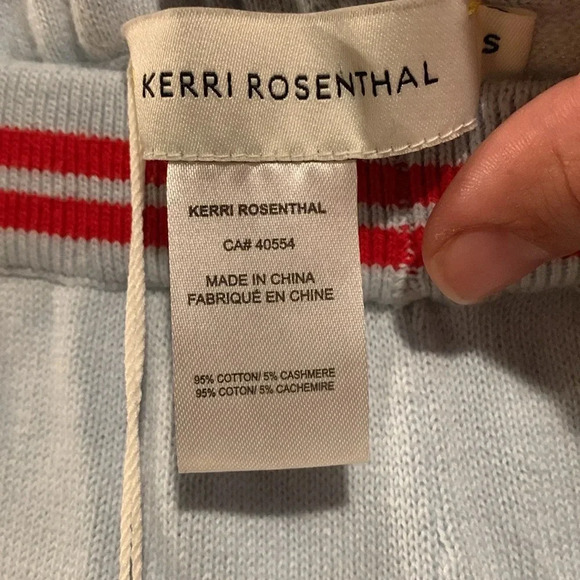 KERRI ROSENTHAL
S
KERRI ROSENTHAL
CA# 40554
MADE IN CHINA
FABRIQUÉ EN CHINE
95% COTTON/ 5% CASHMERE
95% COTON/ 5% CACHEMIRE